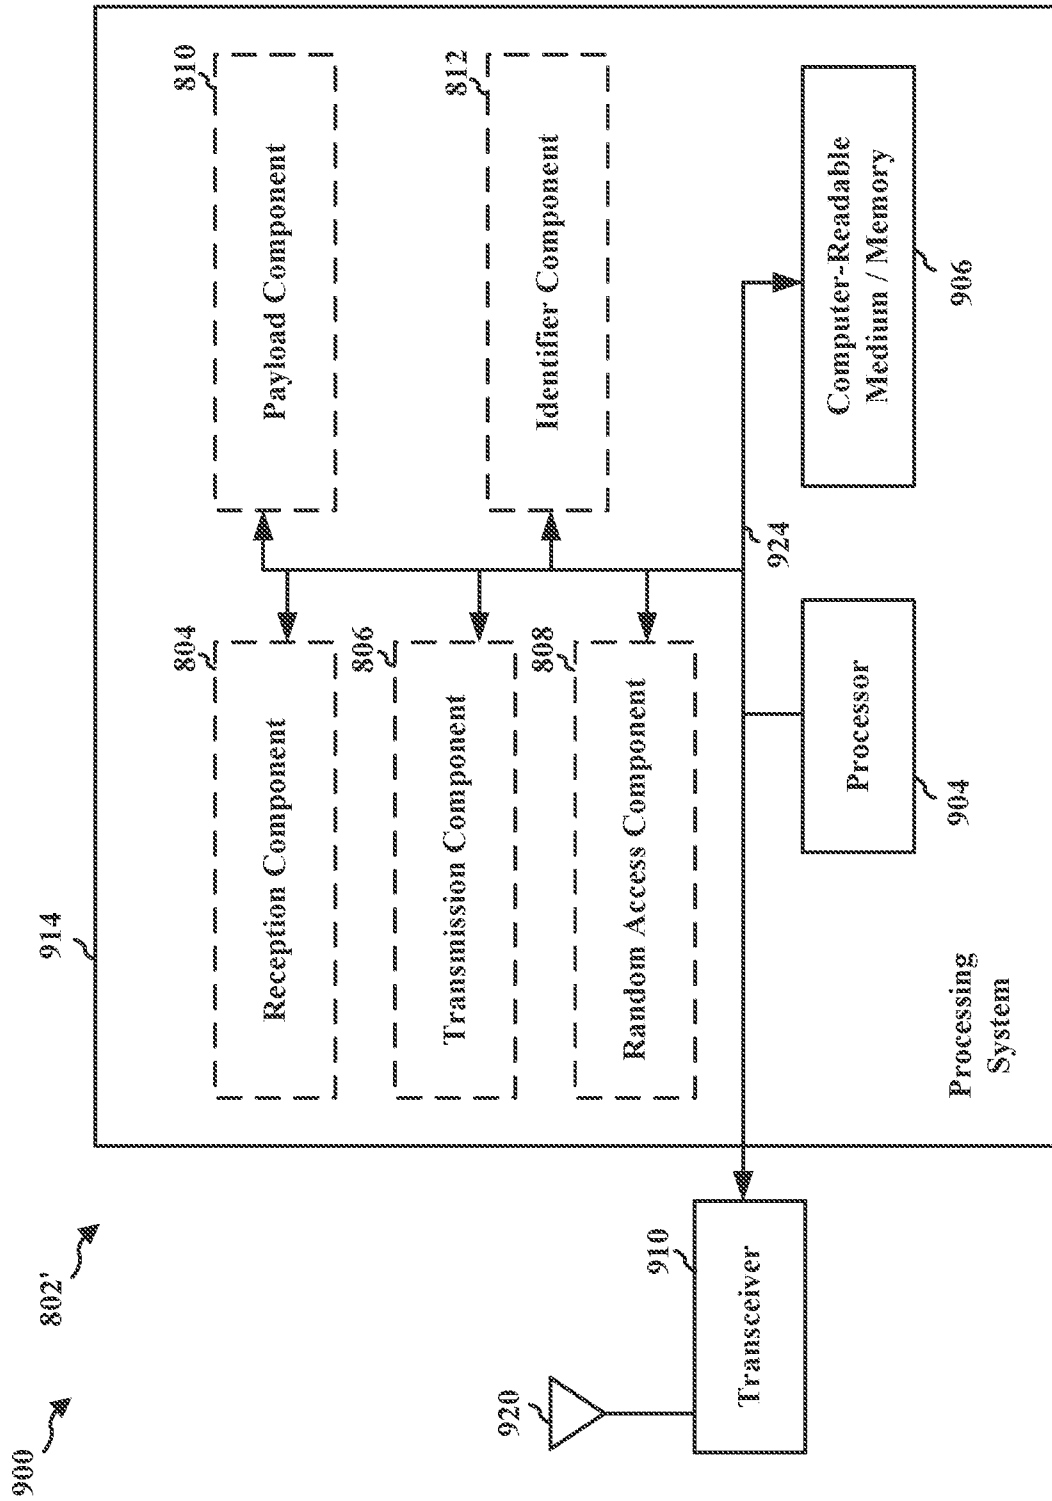 900
802'
914
804
Reception Component
810
Payload Component
806
Transmission Component
812
Identifier Component
808
Random Access Component
920
910
Transceiver
924
Processor
904
Computer-Readable
Medium / Memory
906
Processing
System